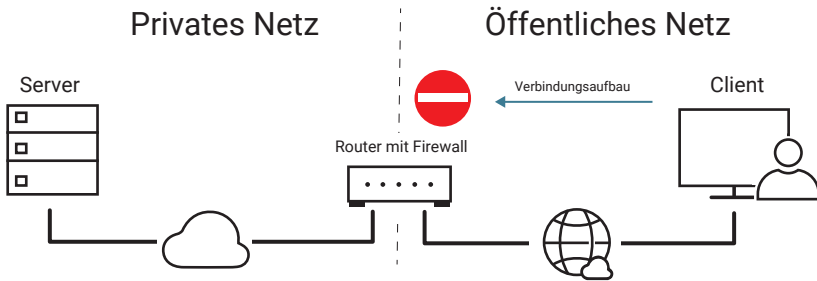 Privates Netz
Öffentliches Netz
Server
Verbindungsaufbau
Client
Router mit Firewall